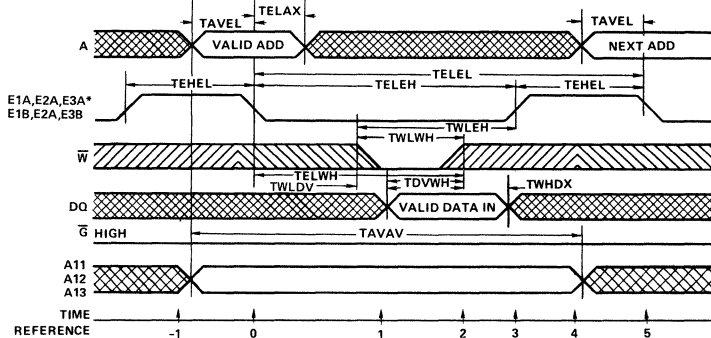 TAVEL TELAX TAVEL
A VALID ADD NEXT ADD
TELEL
TEHEL TELEH TEHEL
E1A,E2A,E3A*
E1B,E2A,E3B
TWLEH
TWLWH
W
TELWH
TWLDV TDVWH TWHDX
DQ VALID DATA IN
G HIGH
TAVAV
A11
A12
A13
TIME
REFERENCE -1 0 1 2 3 4 5